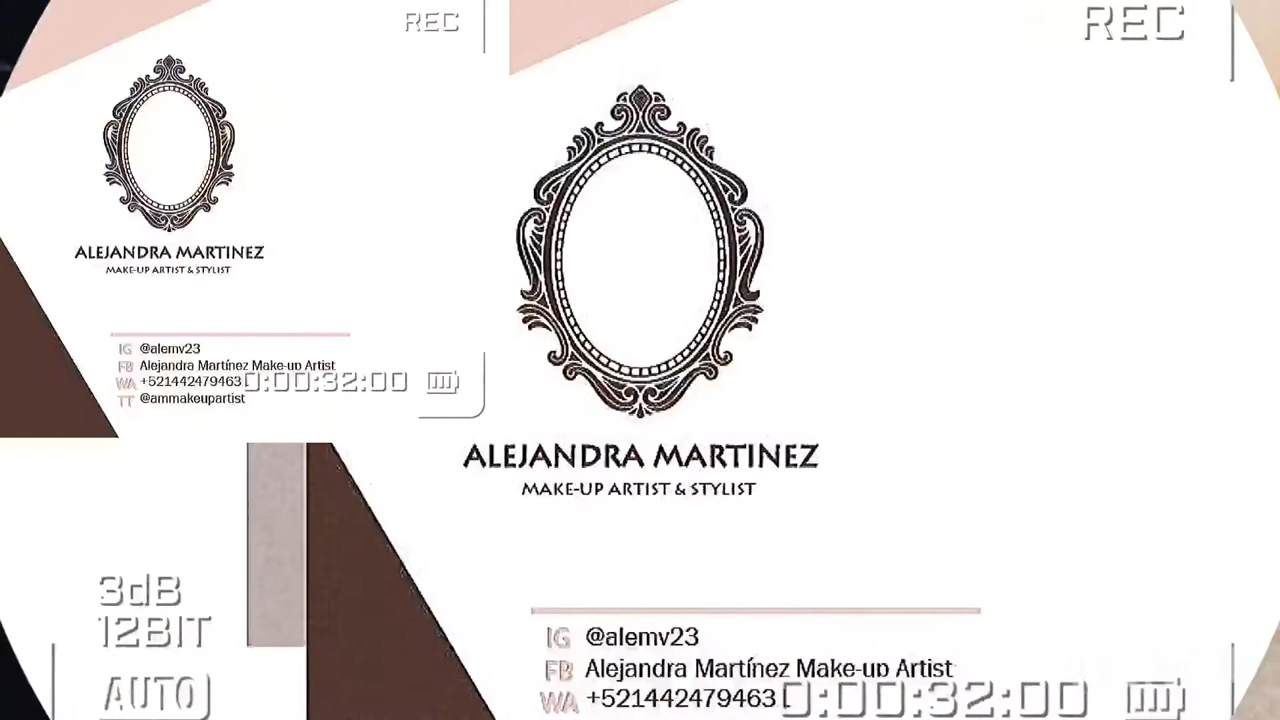 REC
ALEJANDRA MARTINEZ
MAKE-UP ARTIST & STYLIST
IG @alemv23
FB Alejandra Martínez Make-up Artist
WA +521442479463
0:00:32:00
TT @ammakeupartist
REC
ALEJANDRA MARTINEZ
MAKE-UP ARTIST & STYLIST
3dB
12BIT
AUTO
IG @alemv23
FB Alejandra Martínez Make-up Artist
WA +521442479463
0:00:32:00